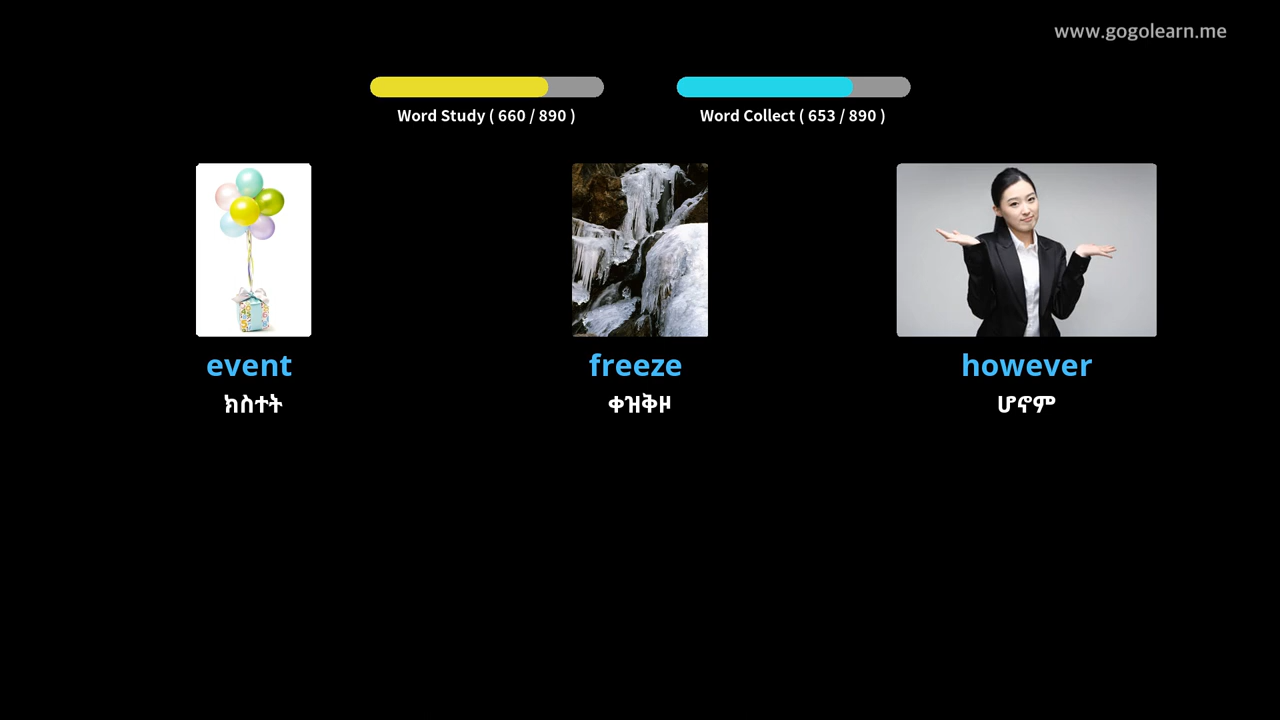 www.gogolearn.me
Word Study ( 660 / 890 )
Word Collect ( 653 / 890 )
event
freeze
however
ክስተት
ቀዝቅዞ
ሆኖም